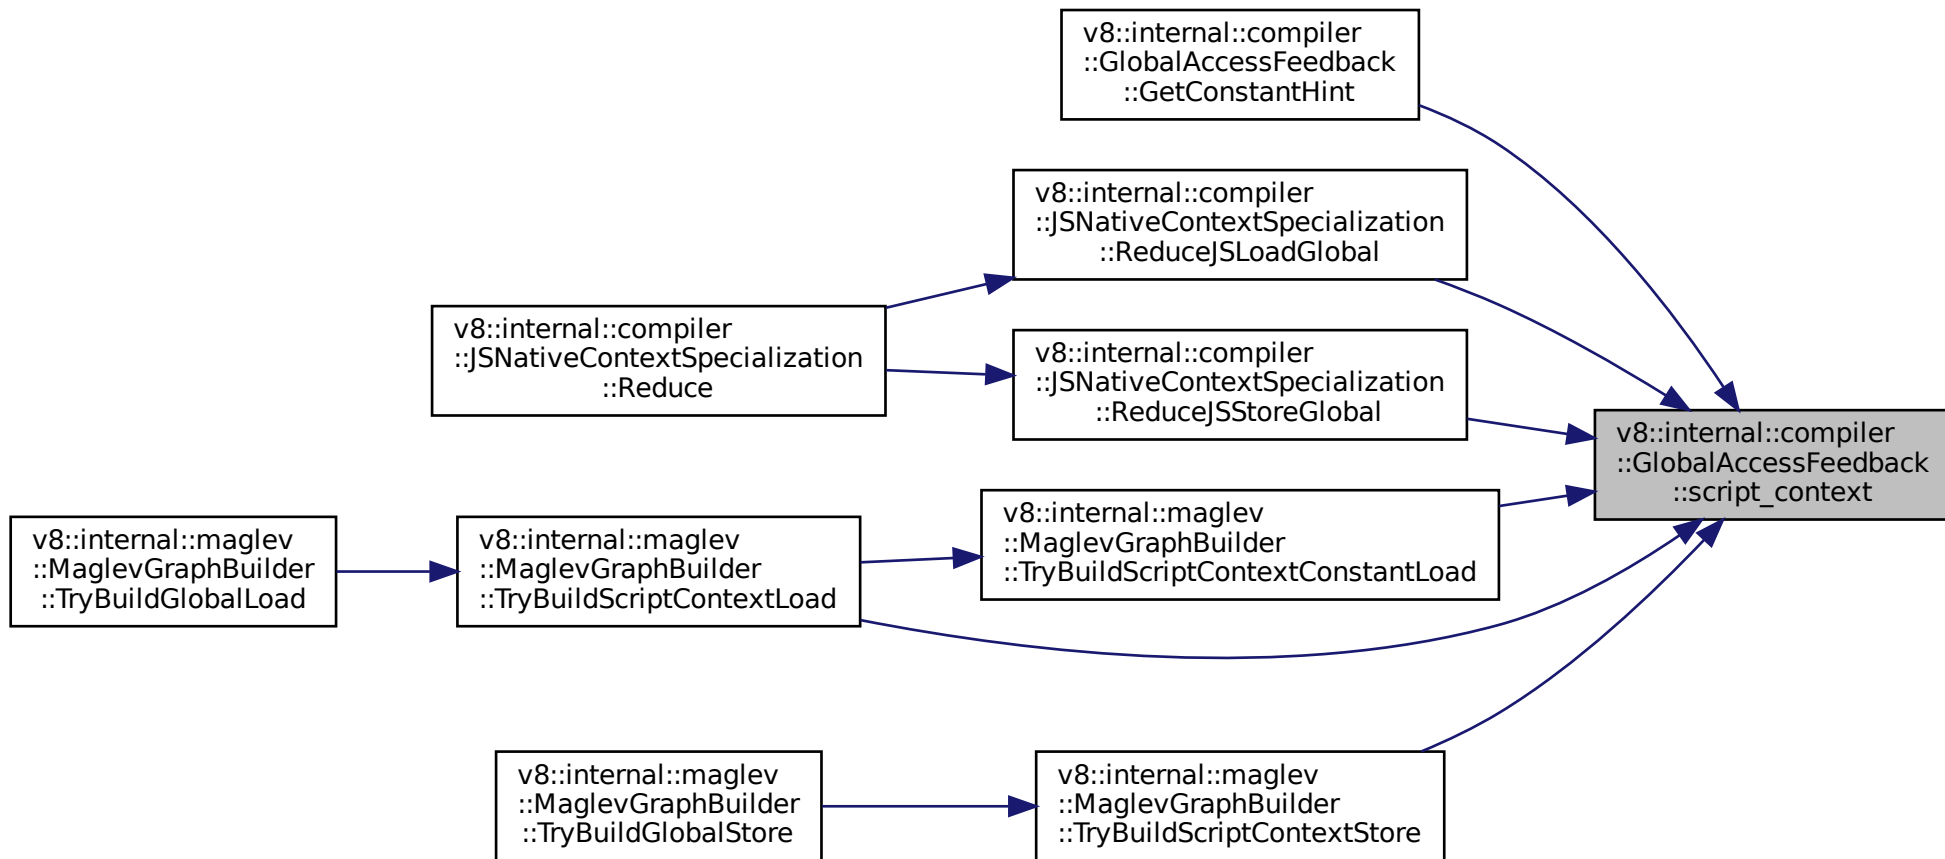 v8::internal::compiler
::GlobalAccessFeedback
::GetConstantHint
v8::internal::compiler
::JSNativeContextSpecialization
::ReduceJSLoadGlobal
v8::internal::compiler
::JSNativeContextSpecialization
::Reduce
v8::internal::compiler
::JSNativeContextSpecialization
::ReduceJSStoreGlobal
v8::internal::compiler
::GlobalAccessFeedback
::script_context
v8::internal::maglev
::MaglevGraphBuilder
::TryBuildScriptContextConstantLoad
v8::internal::maglev
::MaglevGraphBuilder
::TryBuildGlobalLoad
v8::internal::maglev
::MaglevGraphBuilder
::TryBuildScriptContextLoad
v8::internal::maglev
::MaglevGraphBuilder
::TryBuildGlobalStore
v8::internal::maglev
::MaglevGraphBuilder
::TryBuildScriptContextStore